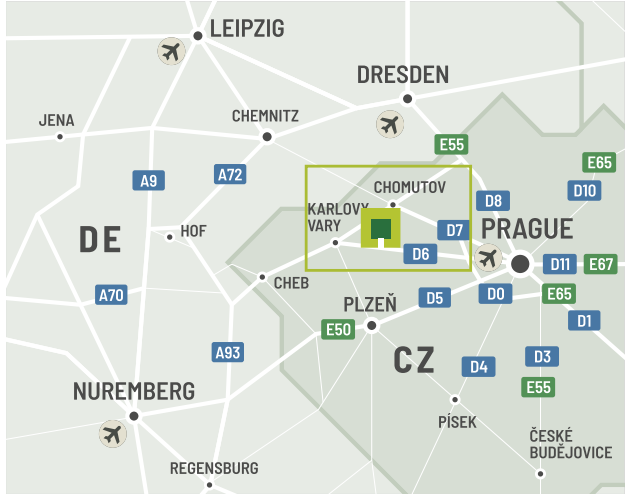 LEIPZIG
DRESDEN
JENA
CHEMNITZ
E55
E65
A9
A72
D10
CHOMUTOV
D8
KARLOVY
VARY
D7
PRAGUE
HOF
DE
D6
D11
E67
CHEB
A70
PLZEŇ
D5
D0
E65
E50
D1
A93
CZ
D4
D3
E55
NUREMBERG
PÍSEK
ČESKÉ
BUDĚJOVICE
REGENSBURG